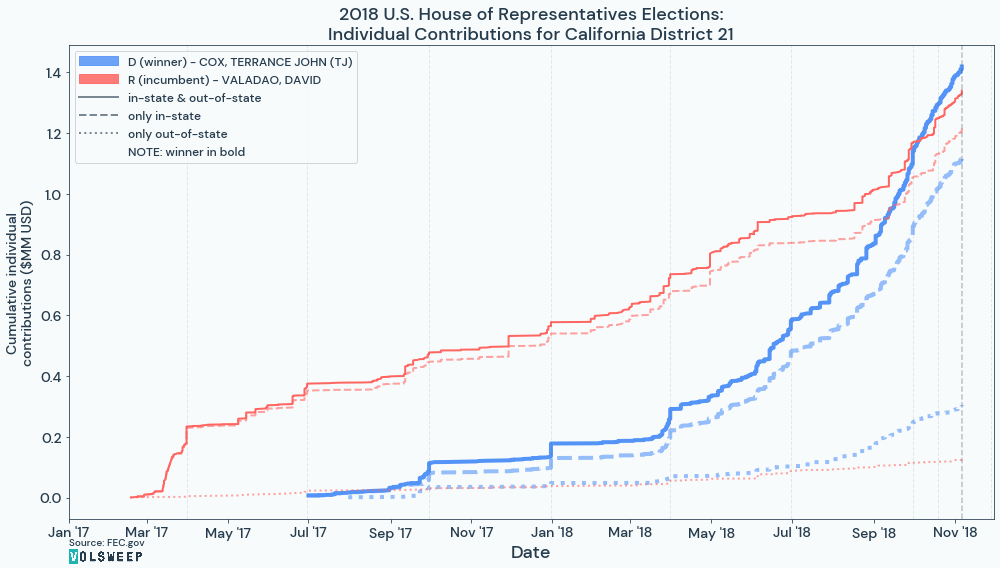 2018 U.S. House of Representatives Elections:
Individual Contributions for California District 21
D (winner) - COX, TERRANCE JOHN (TJ)
R (incumbent) - VALADAO, DAVID
in-state & out-of-state
only in-state
only out-of-state
NOTE: winner in bold
Cumulative individual
contributions ($MM USD)
1.4
1.2
1.0
0.8
0.6
0.4
0.2
0.0
Jan '17 Mar '17 May '17 Jul '17 Sep '17 Nov '17 Jan '18 Mar '18 May '18 Jul '18 Sep '18 Nov '18
Date
Source: FEC.gov
VOLSWEEP